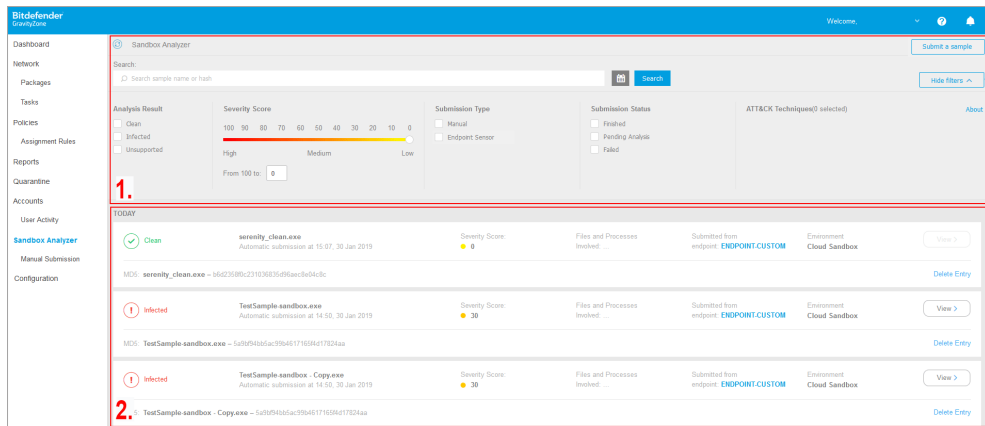 Bitdefender
GravityZone
Welcome,
Dashboard
Network
Packages
Tasks
Policies
Assignment Rules
Reports
Quarantine
Accounts
User Activity
Sandbox Analyzer
Manual Submission
Configuration
Sandbox Analyzer
Submit a sample
Search:
Search sample name or hash
Search
Hide filters
Analysis Result
Clean
Infected
Unsupported
Severity Score
100 90 80 70 60 50 40 30 20 10 0
High Medium Low
From 100 to: 0
Submission Type
Manual
Endpoint Sensor
Submission Status
Finished
Pending Analysis
Failed
ATT&CK Techniques(0 selected)
About
1.
TODAY
Clean
serenity_clean.exe
Automatic submission at 15:07, 30 Jan 2019
Severity Score:
0
Files and Processes
Involved: ...
Submitted from
endpoint: ENDPOINT-CUSTOM
Environment
Cloud Sandbox
View >
MD5: serenity_clean.exe –
Delete Entry
Infected
TestSample-sandbox.exe
Automatic submission at 14:50, 30 Jan 2019
Severity Score:
30
Files and Processes
Involved: ...
Submitted from
endpoint: ENDPOINT-CUSTOM
Environment
Cloud Sandbox
View >
MD5: TestSample-sandbox.exe – 5a9bf94bb5ac99b4617165f4d17824aa
Delete Entry
Infected
TestSample-sandbox - Copy.exe
Automatic submission at 14:50, 30 Jan 2019
Severity Score:
30
Files and Processes
Involved: ...
Submitted from
endpoint: ENDPOINT-CUSTOM
Environment
Cloud Sandbox
View >
2.
TestSample-sandbox - Copy.exe – 5a9bf94bb5ac99b4617165f4d17824aa
Delete Entry